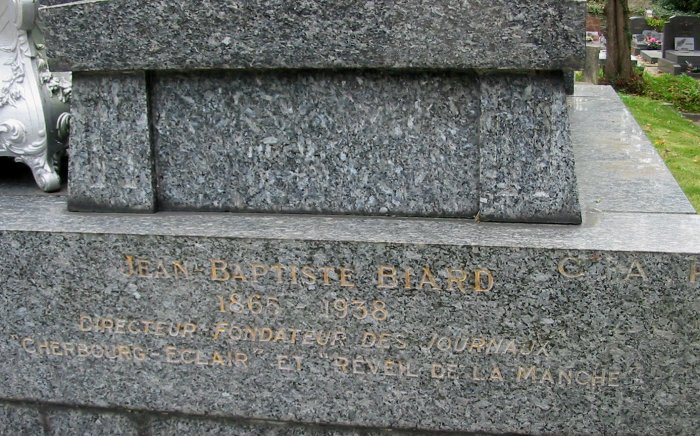 JEAN-BAPTISTE BIARD
1865 - 1938
DIRECTEUR FONDATEUR DES JOURNAUX
"CHERBOURG-ECLAIR" ET "REVEIL DE LA MANCHE"